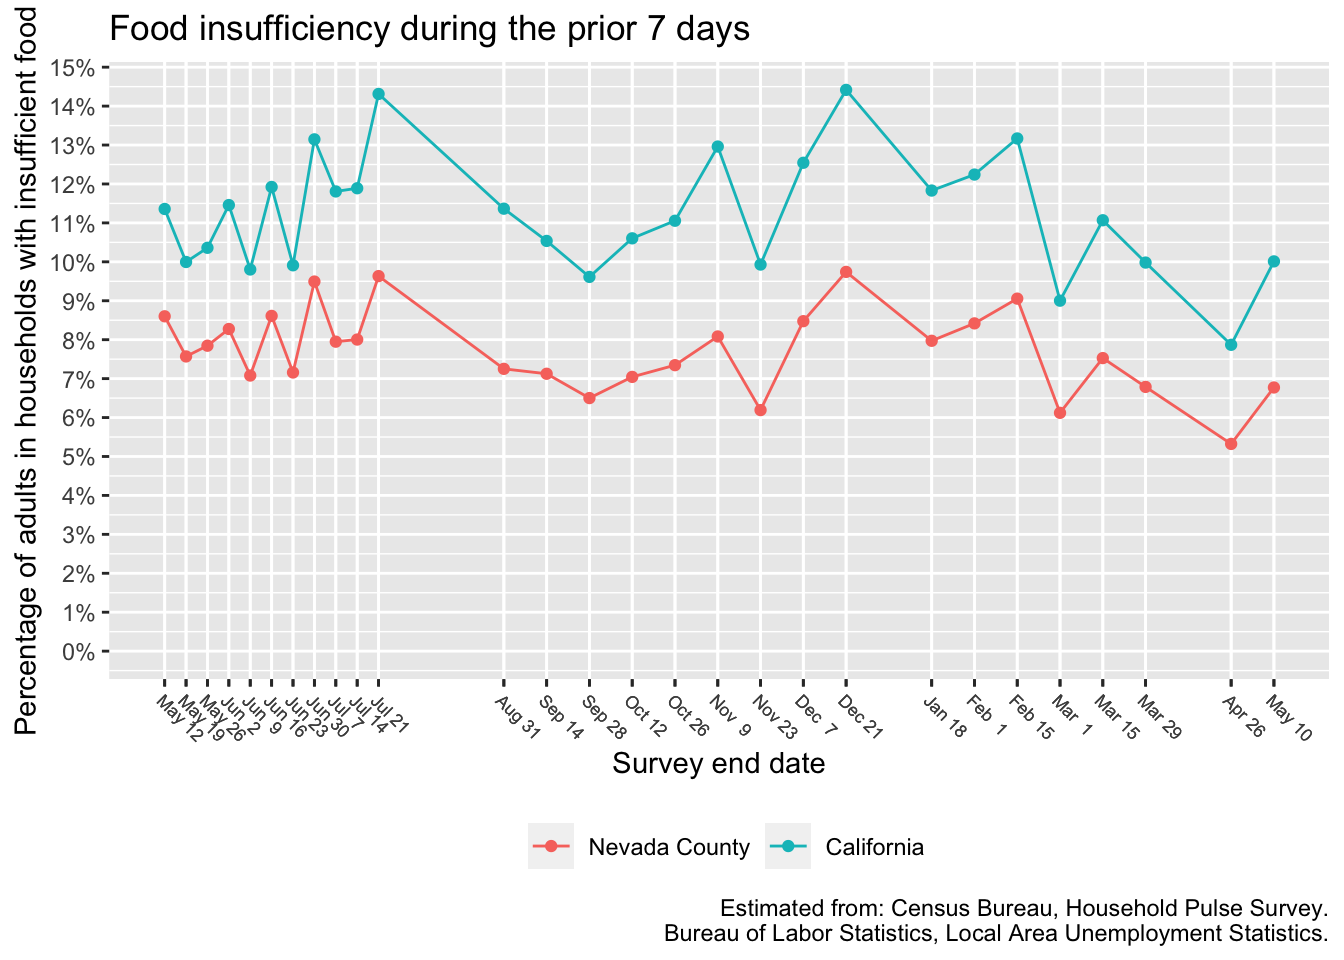 Food insufficiency during the prior 7 days
Percentage of adults in households with insufficient food
15%
14%
13%
12%
11%
10%
9%
8%
7%
6%
5%
4%
3%
2%
1%
0%
May 12
May 19
May 26
Jun 2
Jun 9
Jun 16
Jun 23
Jun 30
Jul 7
Jul 14
Jul 21
Aug 31
Sep 14
Sep 28
Oct 12
Oct 26
Nov 9
Nov 23
Dec 7
Dec 21
Jan 18
Feb 1
Feb 15
Mar 1
Mar 15
Mar 29
Apr 26
May 10
Survey end date
Nevada County
California
Estimated from: Census Bureau, Household Pulse Survey.
Bureau of Labor Statistics, Local Area Unemployment Statistics.